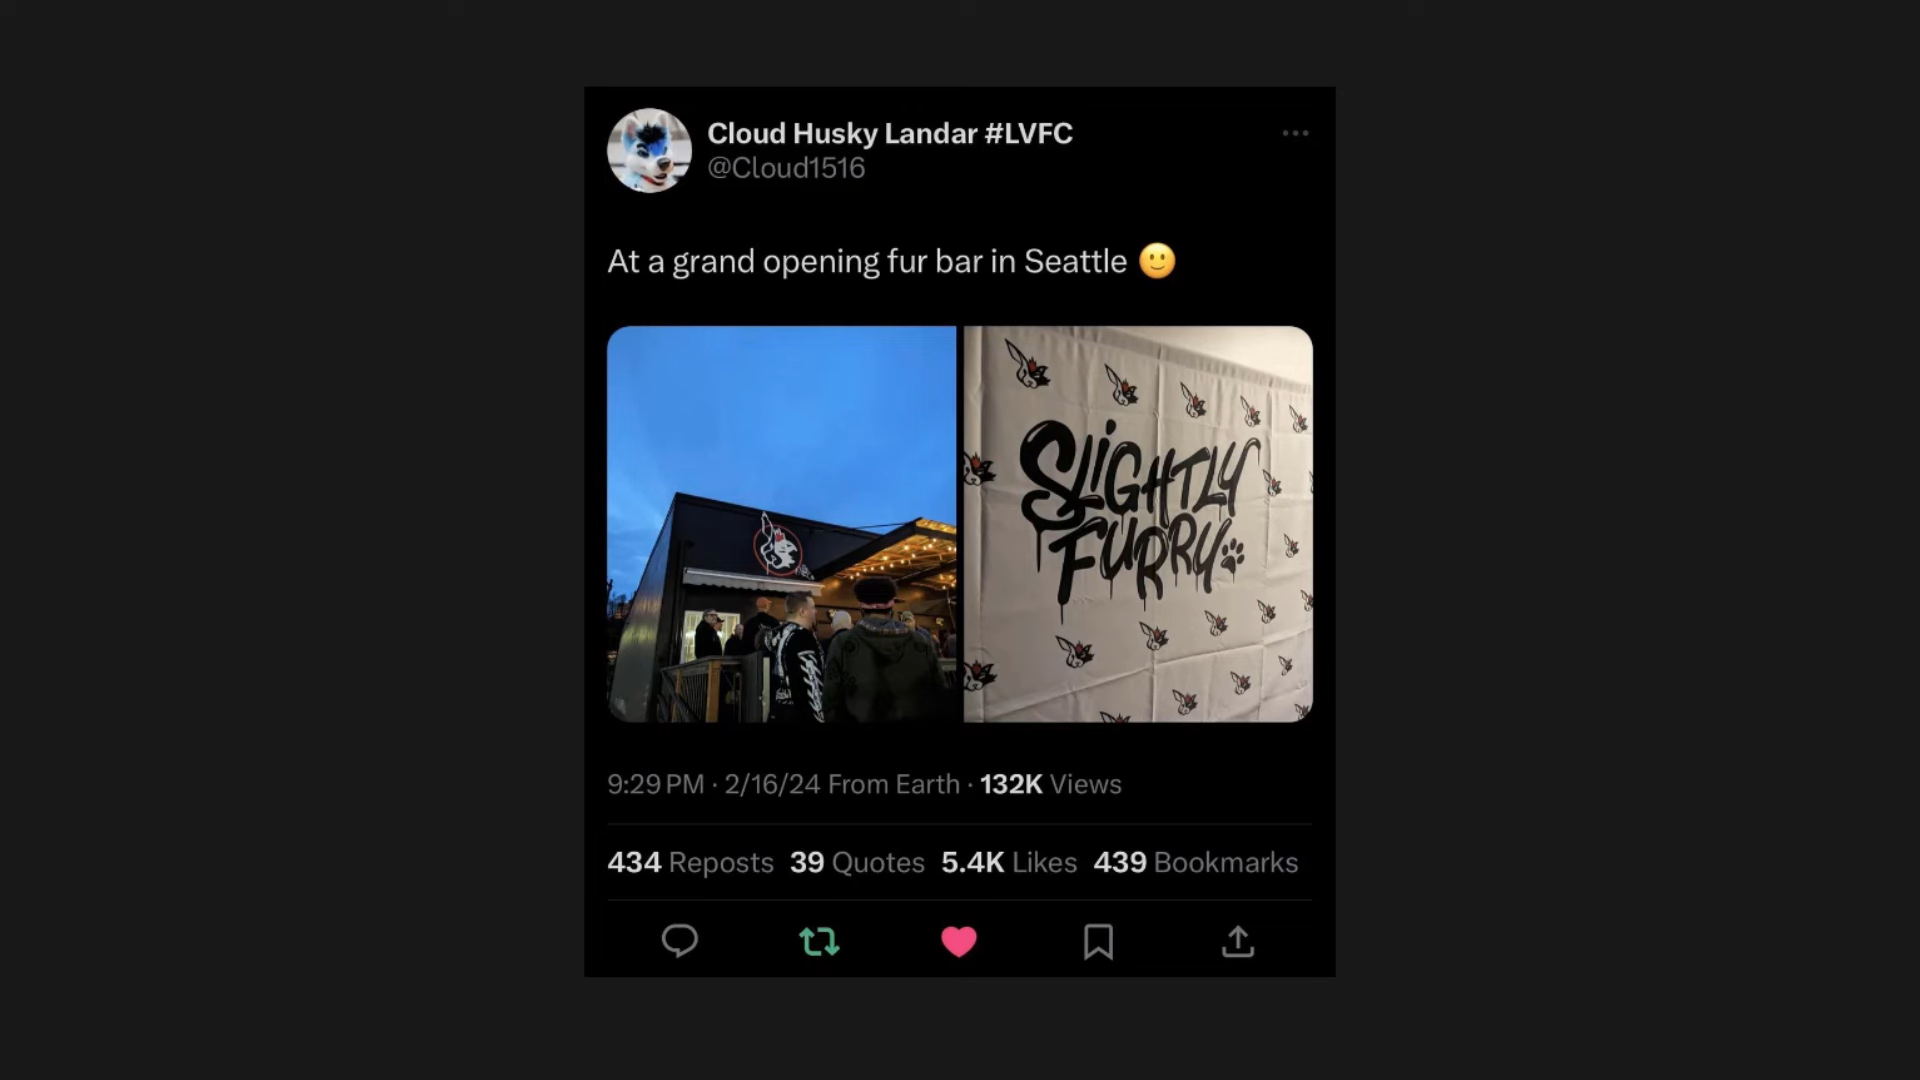 Cloud Husky Landar #LVFC
@Cloud1516
At a grand opening fur bar in Seattle 🙂
SLiGHTLY
FURRY
9:29 PM · 2/16/24 From Earth · 132K Views
434 Reposts 39 Quotes 5.4K Likes 439 Bookmarks